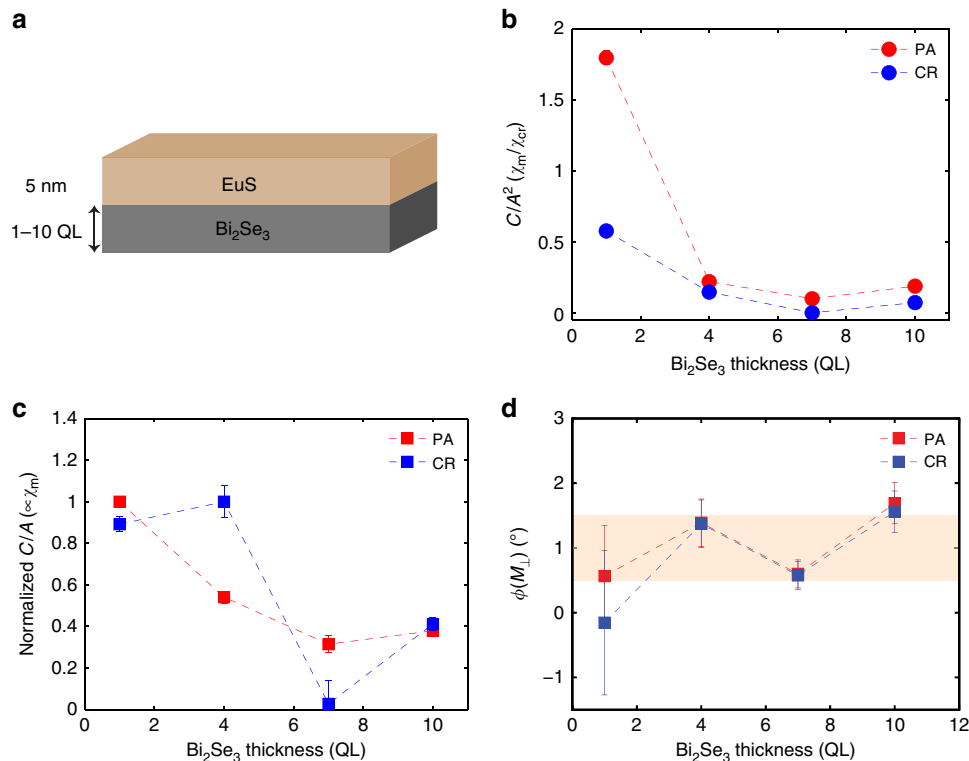 a
EuS
5 nm
1–10 QL
Bi₂Se₃
b
2
1.5
1
0.5
0
C/A² (χₘ/χcr)
PA
CR
0 2 4 6 8 10
Bi₂Se₃ thickness (QL)
c
1.4
1.2
1
0.8
0.6
0.4
0.2
0
Normalized C/A (∝χₘ)
PA
CR
0 2 4 6 8 10
Bi₂Se₃ thickness (QL)
d
3
2
1
0
−1
ϕ(M⊥) (°)
PA
CR
0 2 4 6 8 10 12
Bi₂Se₃ thickness (QL)